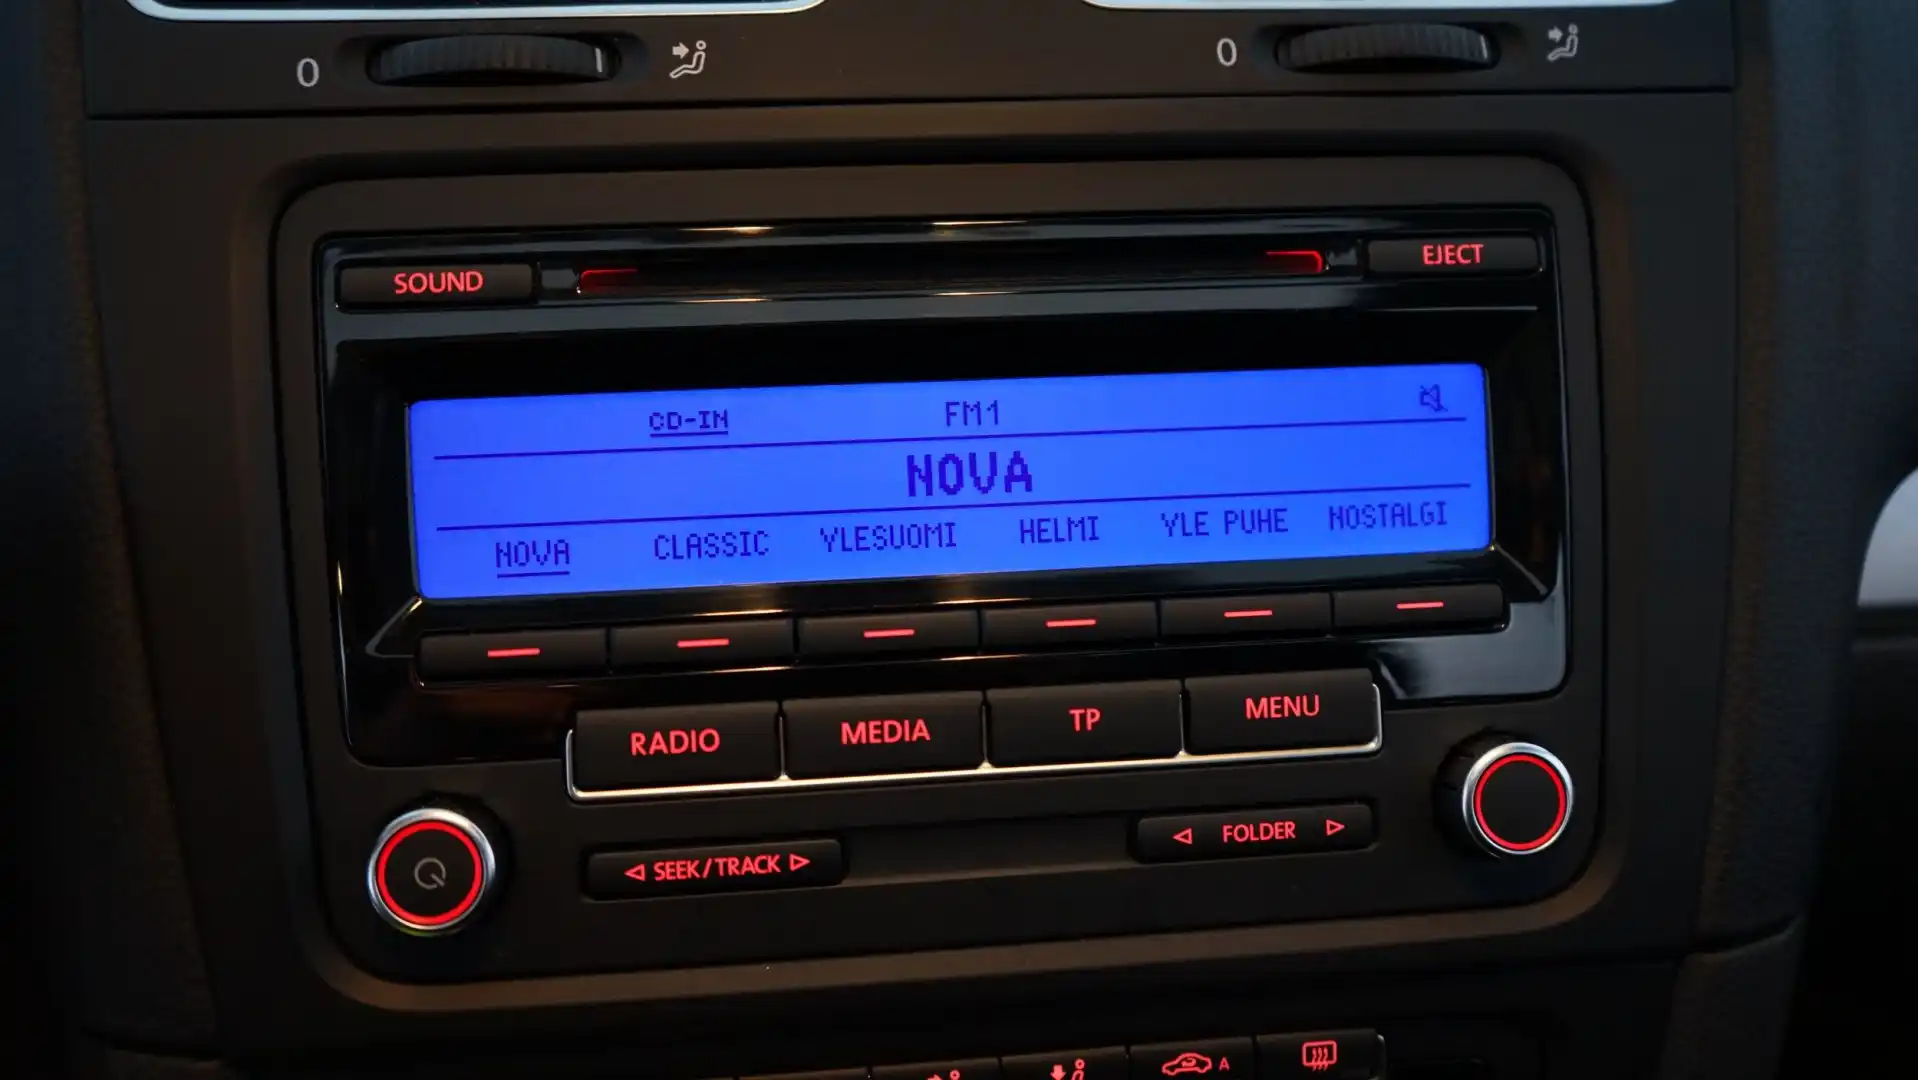 0 0
SOUND EJECT
CD-IN FM1
NOVA
NOVA CLASSIC YLESUOMI HELMI YLE PUHE NOSTALGI
RADIO MEDIA TP MENU
SEEK/TRACK FOLDER
A